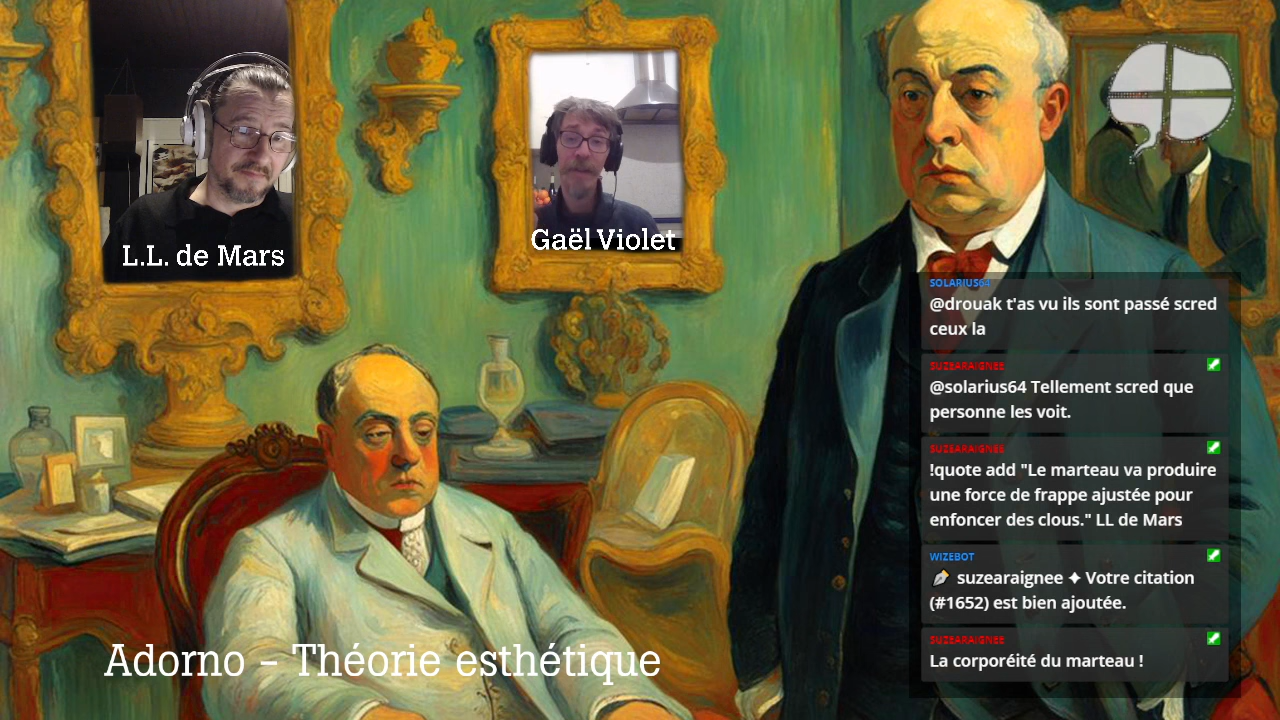 L.L. de Mars
Gaël Violet
SOLARIUS64
@drouak t'as vu ils sont passé scred
ceux la
SUZEARAIGNEE
@solarius64 Tellement scred que
personne les voit.
SUZEARAIGNEE
!quote add "Le marteau va produire
une force de frappe ajustée pour
enfoncer des clous." LL de Mars
WIZEBOT
suzearaignee ✦ Votre citation
(#1652) est bien ajoutée.
SUZEARAIGNEE
La corporéité du marteau !
Adorno – Théorie esthétique